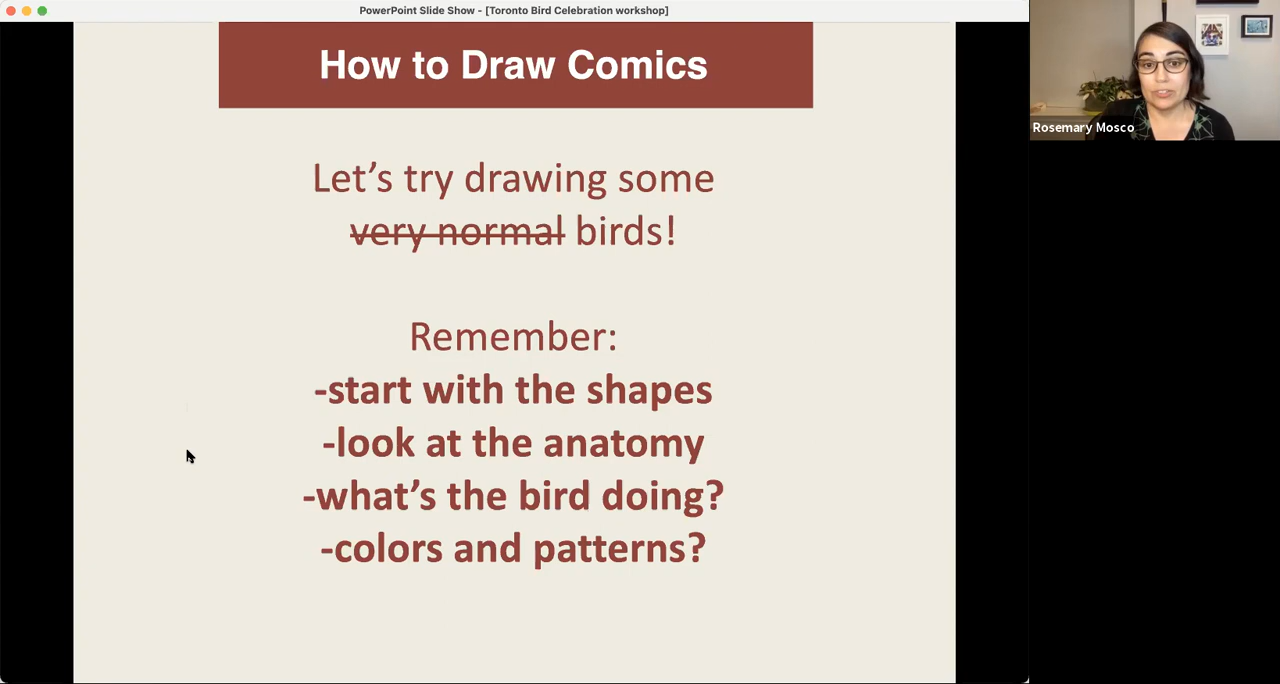 PowerPoint Slide Show - [Toronto Bird Celebration workshop]
How to Draw Comics
Rosemary Mosco
Let's try drawing some
very normal birds!
Remember:
-start with the shapes
-look at the anatomy
-what's the bird doing?
-colors and patterns?